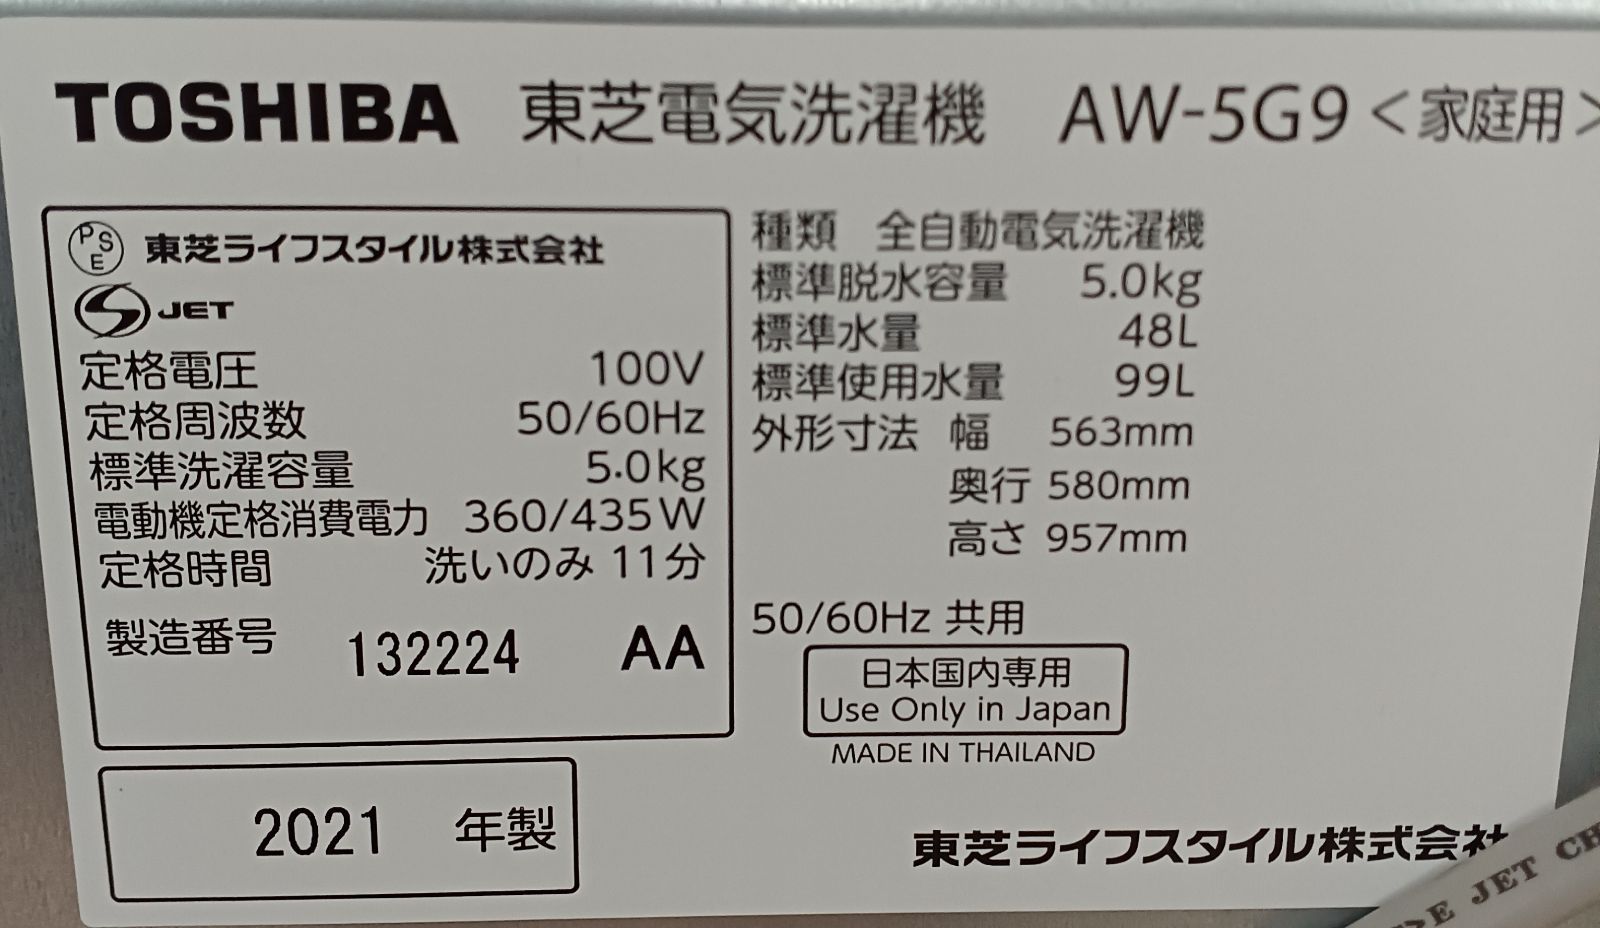 TOSHIBA 東芝電気洗濯機 AW-5G9 <家庭用>
PSE 東芝ライフスタイル株式会社
S JET
定格電圧 100V
定格周波数 50/60Hz
標準洗濯容量 5.0kg
電動機定格消費電力 360/435W
定格時間 洗いのみ 11分
製造番号 132224 AA
2021 年製
種類 全自動電気洗濯機
標準脱水容量 5.0kg
標準水量 48L
標準使用水量 99L
外形寸法 幅 563mm
奥行 580mm
高さ 957mm
50/60Hz 共用
日本国内専用
Use Only in Japan
MADE IN THAILAND
東芝ライフスタイル株式会社
JET